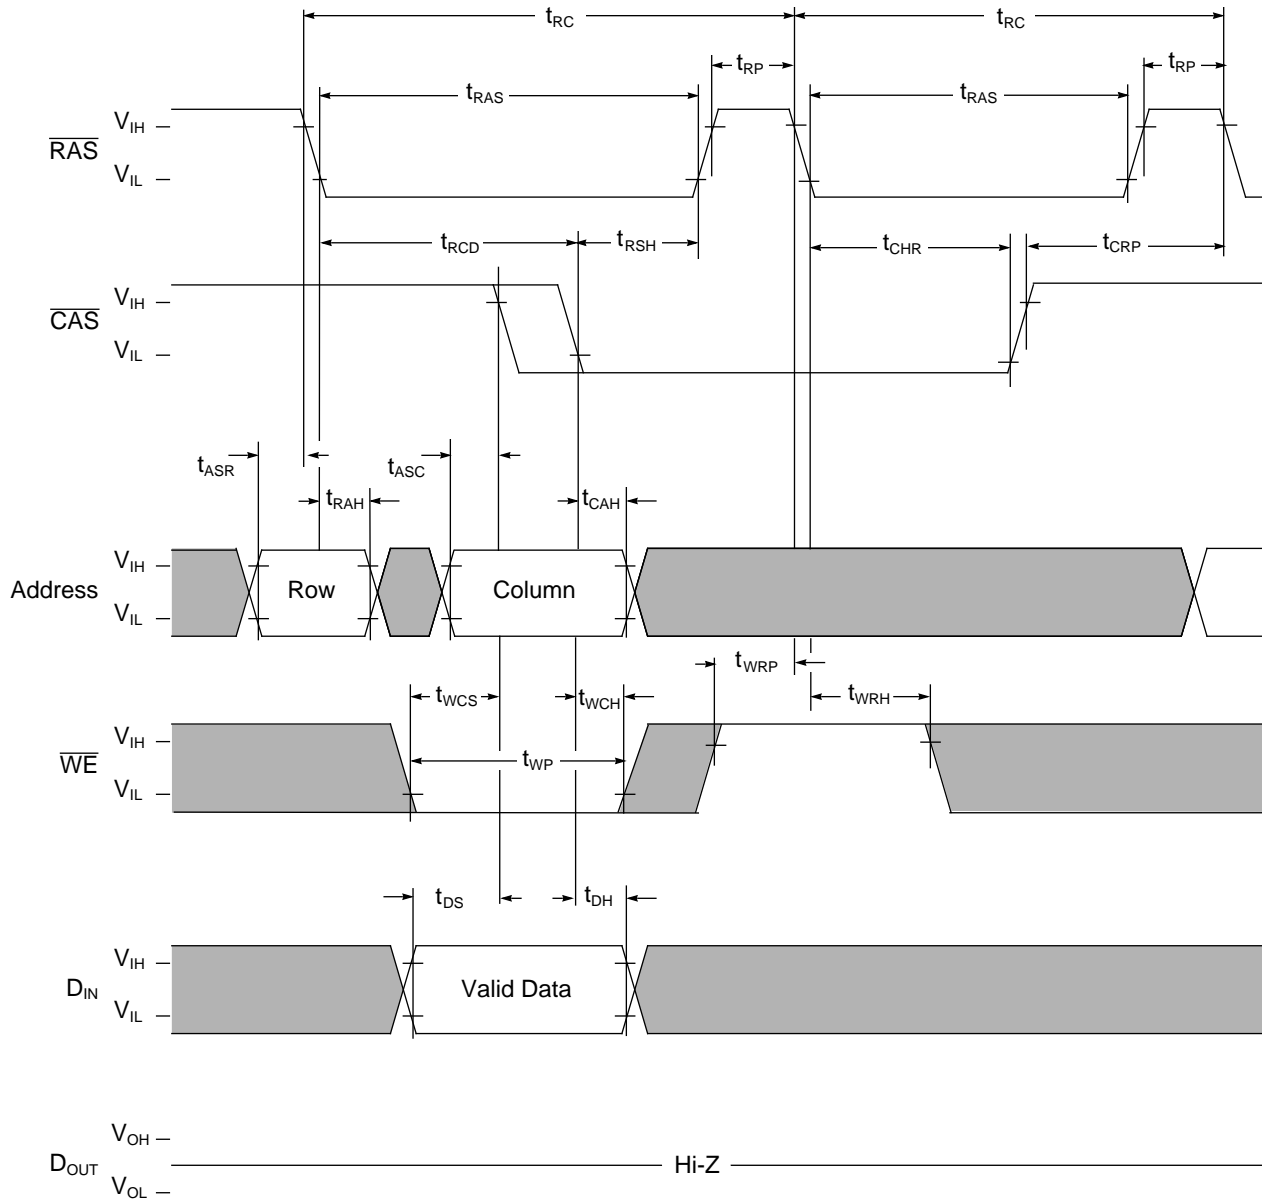 tRC tRC
tRP tRP
tRAS tRAS
RAS VIH
VIL
tRCD tRSH tCHR tCRP
CAS VIH
VIL
tASR tASC
tRAH tCAH
Address VIH
VIL
Row Column
tWRP
tWCS tWCH tWRH
WE VIH
VIL
tWP
tDS tDH
DIN VIH
VIL
Valid Data
DOUT VOH
VOL
Hi-Z